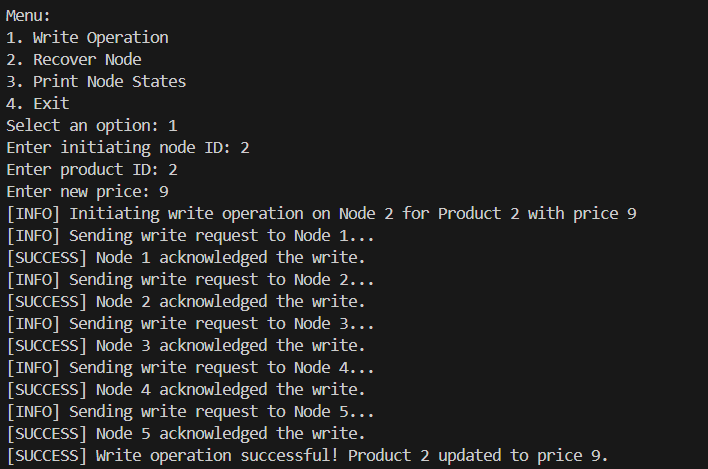 Menu:
1. Write Operation
2. Recover Node
3. Print Node States
4. Exit
Select an option: 1
Enter initiating node ID: 2
Enter product ID: 2
Enter new price: 9
[INFO] Initiating write operation on Node 2 for Product 2 with price 9
[INFO] Sending write request to Node 1...
[SUCCESS] Node 1 acknowledged the write.
[INFO] Sending write request to Node 2...
[SUCCESS] Node 2 acknowledged the write.
[INFO] Sending write request to Node 3...
[SUCCESS] Node 3 acknowledged the write.
[INFO] Sending write request to Node 4...
[SUCCESS] Node 4 acknowledged the write.
[INFO] Sending write request to Node 5...
[SUCCESS] Node 5 acknowledged the write.
[SUCCESS] Write operation successful! Product 2 updated to price 9.